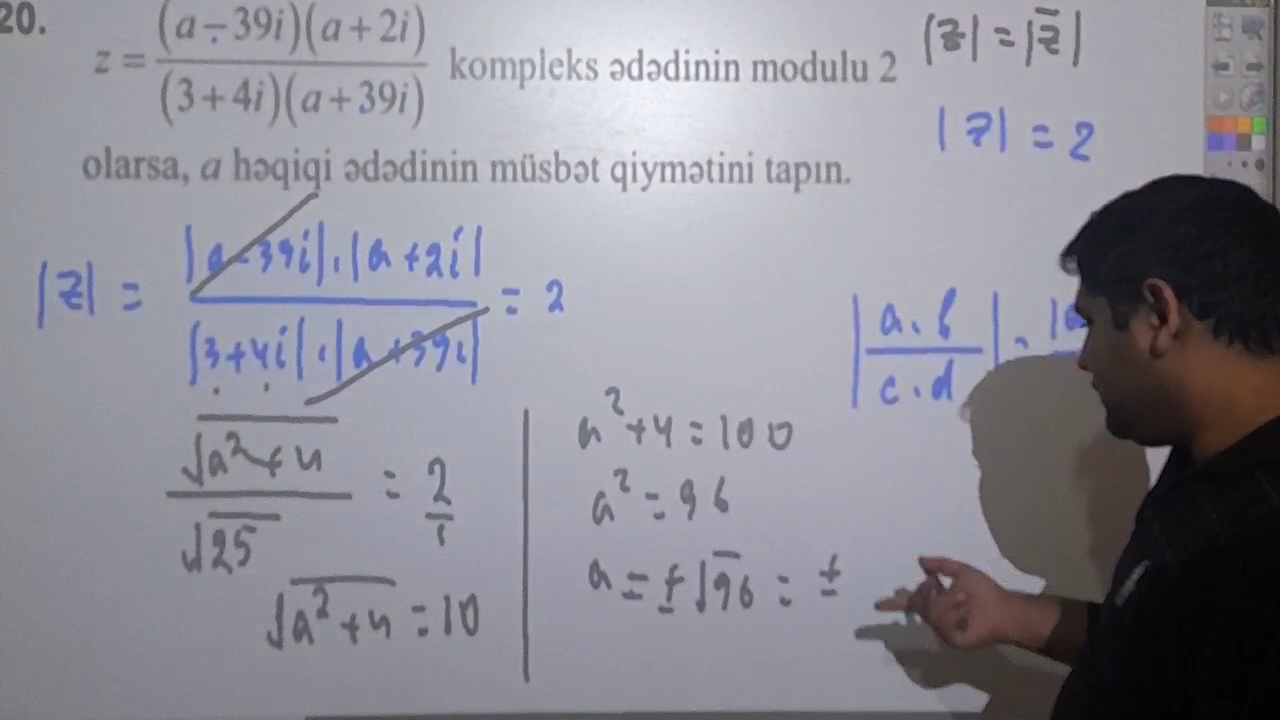 20.
z = (a − 39i)(a + 2i) / (3 + 4i)(a + 39i) kompleks ədədinin modulu 2
olarsa, a həqiqi ədədinin müsbət qiymətini tapın.
|z| = |z̅|
|z| = 2
|z| = |a − 39i| · |a + 2i| / |3 + 4i| · |a + 39i| = 2
|a · b / c · d| =
√(a² + 4) / √25 = 2/1
√(a² + 4) = 10
a² + 4 = 100
a² = 96
a = ± √96 = ±